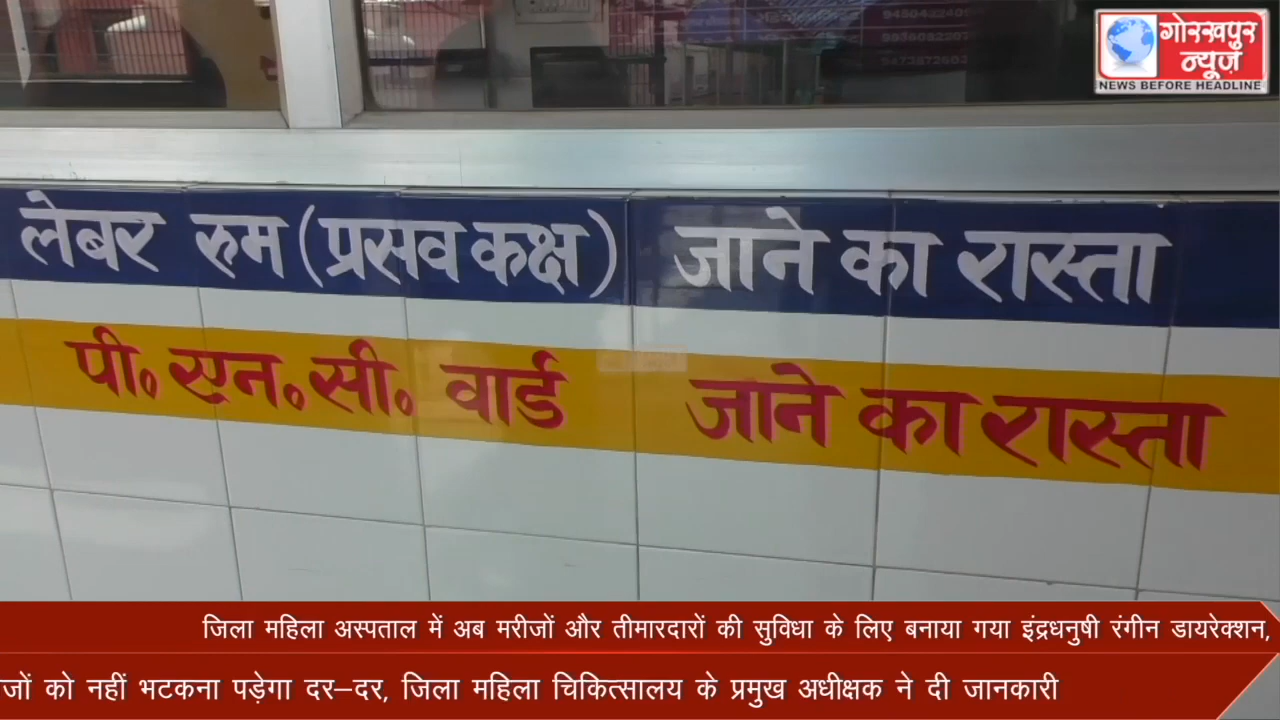 9450432409
गोरखपुर
न्यूज़
NEWS BEFORE HEADLINE
लेबर रुम (प्रसव कक्ष) जाने का रास्ता
पी॰ एन॰ सी॰ वार्ड जाने का रास्ता
जिला महिला अस्पताल में अब मरीजों और तीमारदारों की सुविधा के लिए बनाया गया इंद्रधनुषी रंगीन डायरेक्शन,
जों को नहीं भटकना पड़ेगा दर–दर, जिला महिला चिकित्सालय के प्रमुख अधीक्षक ने दी जानकारी